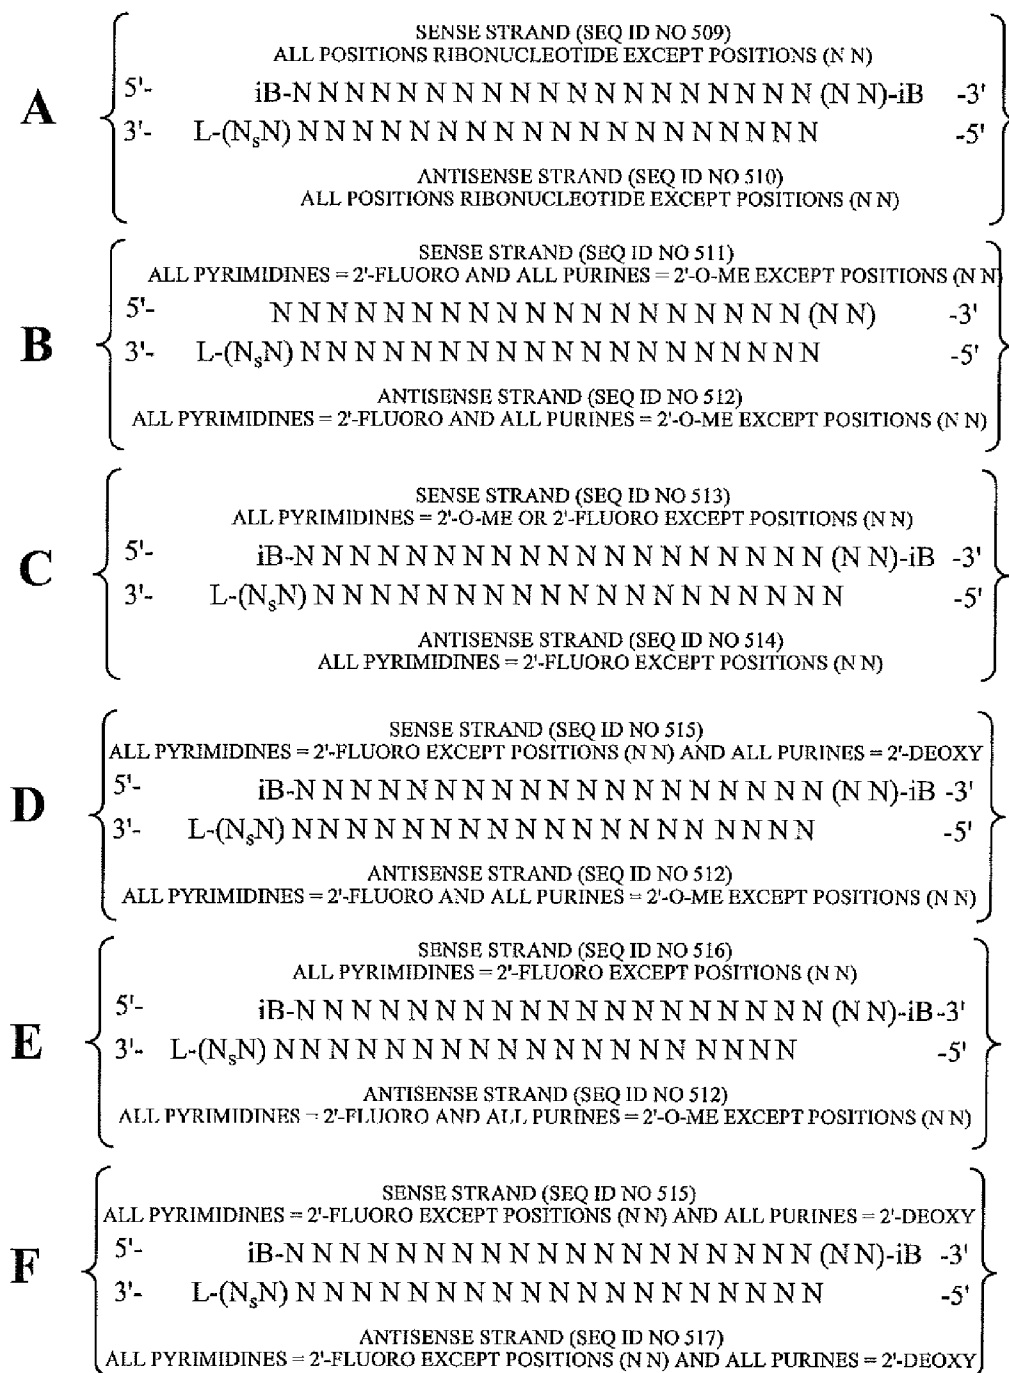 A
SENSE STRAND (SEQ ID NO 509)
ALL POSITIONS RIBONUCLEOTIDE EXCEPT POSITIONS (N N)
5'- iB-N N N N N N N N N N N N N N N N N N N (N N)-iB -3'
3'- L-(NsN) N N N N N N N N N N N N N N N N N N N -5'
ANTISENSE STRAND (SEQ ID NO 510)
ALL POSITIONS RIBONUCLEOTIDE EXCEPT POSITIONS (N N)
B
SENSE STRAND (SEQ ID NO 511)
ALL PYRIMIDINES = 2'-FLUORO AND ALL PURINES = 2'-O-ME EXCEPT POSITIONS (N N)
5'- N N N N N N N N N N N N N N N N N N N (N N) -3'
3'- L-(NsN) N N N N N N N N N N N N N N N N N N N -5'
ANTISENSE STRAND (SEQ ID NO 512)
ALL PYRIMIDINES = 2'-FLUORO AND ALL PURINES = 2'-O-ME EXCEPT POSITIONS (N N)
C
SENSE STRAND (SEQ ID NO 513)
ALL PYRIMIDINES = 2'-O-ME OR 2'-FLUORO EXCEPT POSITIONS (N N)
5'- iB-N N N N N N N N N N N N N N N N N N N (N N)-iB -3'
3'- L-(NsN) N N N N N N N N N N N N N N N N N N N -5'
ANTISENSE STRAND (SEQ ID NO 514)
ALL PYRIMIDINES = 2'-FLUORO EXCEPT POSITIONS (N N)
D
SENSE STRAND (SEQ ID NO 515)
ALL PYRIMIDINES = 2'-FLUORO EXCEPT POSITIONS (N N) AND ALL PURINES = 2'-DEOXY
5'- iB-N N N N N N N N N N N N N N N N N N N (N N)-iB -3'
3'- L-(NsN) N N N N N N N N N N N N N N N N N N N -5'
ANTISENSE STRAND (SEQ ID NO 512)
ALL PYRIMIDINES = 2'-FLUORO AND ALL PURINES = 2'-O-ME EXCEPT POSITIONS (N N)
E
SENSE STRAND (SEQ ID NO 516)
ALL PYRIMIDINES = 2'-FLUORO EXCEPT POSITIONS (N N)
5'- iB-N N N N N N N N N N N N N N N N N N N (N N)-iB-3'
3'- L-(NsN) N N N N N N N N N N N N N N N N N N N -5'
ANTISENSE STRAND (SEQ ID NO 512)
ALL PYRIMIDINES = 2'-FLUORO AND ALL PURINES = 2'-O-ME EXCEPT POSITIONS (N N)
F
SENSE STRAND (SEQ ID NO 515)
ALL PYRIMIDINES = 2'-FLUORO EXCEPT POSITIONS (N N) AND ALL PURINES = 2'-DEOXY
5'- iB-N N N N N N N N N N N N N N N N N N N (N N)-iB -3'
3'- L-(NsN) N N N N N N N N N N N N N N N N N N N -5'
ANTISENSE STRAND (SEQ ID NO 517)
ALL PYRIMIDINES = 2'-FLUORO EXCEPT POSITIONS (N N) AND ALL PURINES = 2'-DEOXY